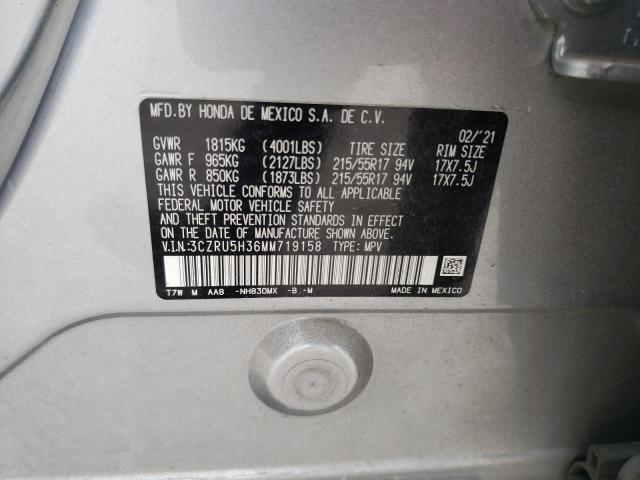 MFD.BY HONDA DE MEXICO S.A. DE C.V.
02/'21
GVWR 1815KG (4001LBS) TIRE SIZE RIM SIZE
GAWR F 965KG (2127LBS) 215/55R17 94V 17X7.5J
GAWR R 850KG (1873LBS) 215/55R17 94V 17X7.5J
THIS VEHICLE CONFORMS TO ALL APPLICABLE
FEDERAL MOTOR VEHICLE SAFETY, BUMPER,
AND THEFT PREVENTION STANDARDS IN EFFECT
ON THE DATE OF MANUFACTURE SHOWN ABOVE.
V.I.N:3CZRU5H36MM719158 TYPE: MPV
T7W M AA8 -NH830MX -B.-M MADE IN MEXICO